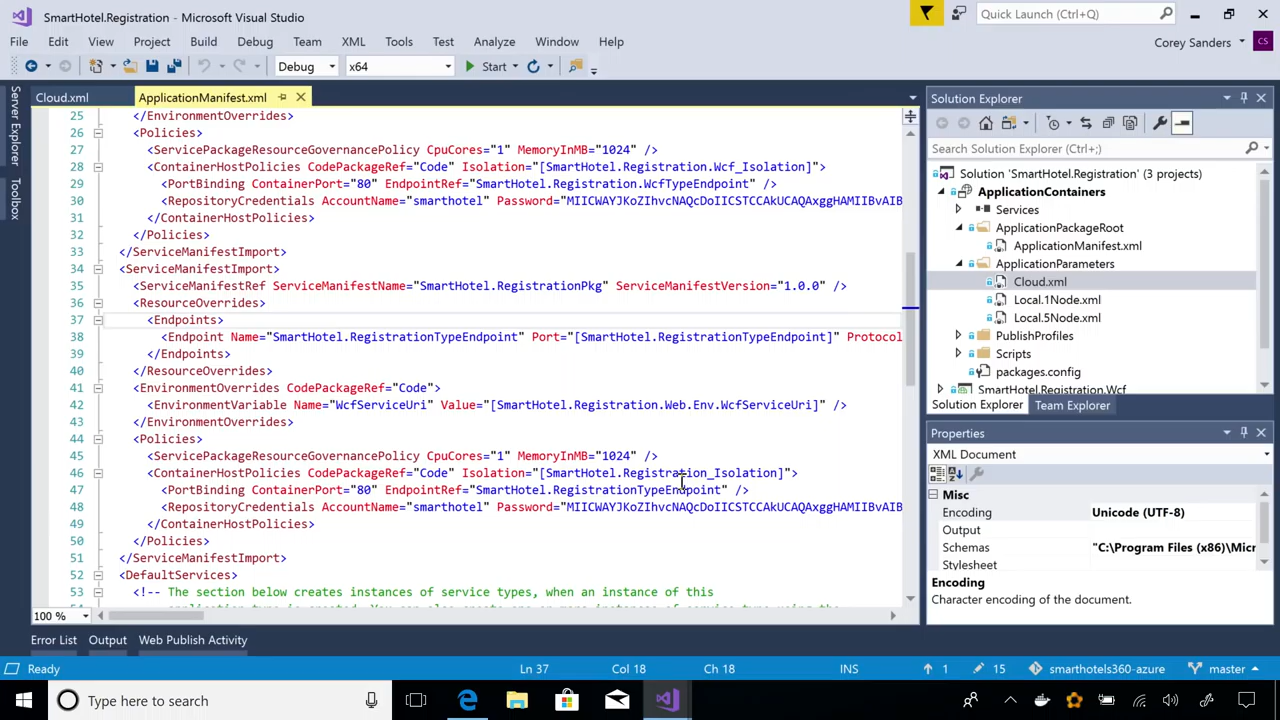 SmartHotel.Registration - Microsoft Visual Studio
Quick Launch (Ctrl+Q)
File Edit View Project Build Debug Team XML Tools Test Analyze Window Help
Corey Sanders CS
Debug x64 Start
Server Explorer
Toolbox
Cloud.xml ApplicationManifest.xml
25 </EnvironmentOverrides>
26 <Policies>
27 <ServicePackageResourceGovernancePolicy CpuCores="1" MemoryInMB="1024" />
28 <ContainerHostPolicies CodePackageRef="Code" Isolation="[SmartHotel.Registration.Wcf_Isolation]">
29 <PortBinding ContainerPort="80" EndpointRef="SmartHotel.Registration.WcfTypeEndpoint" />
30 <RepositoryCredentials AccountName="smarthotel" Password="MIICWAYJKoZIhvcNAQcDoIICSTCCAkUCAQAxggHAMIIBvAIB
31 </ContainerHostPolicies>
32 </Policies>
33 </ServiceManifestImport>
34 <ServiceManifestImport>
35 <ServiceManifestRef ServiceManifestName="SmartHotel.RegistrationPkg" ServiceManifestVersion="1.0.0" />
36 <ResourceOverrides>
37 <Endpoints>
38 <Endpoint Name="SmartHotel.RegistrationTypeEndpoint" Port="[SmartHotel.RegistrationTypeEndpoint]" Protocol
39 </Endpoints>
40 </ResourceOverrides>
41 <EnvironmentOverrides CodePackageRef="Code">
42 <EnvironmentVariable Name="WcfServiceUri" Value="[SmartHotel.Registration.Web.Env.WcfServiceUri]" />
43 </EnvironmentOverrides>
44 <Policies>
45 <ServicePackageResourceGovernancePolicy CpuCores="1" MemoryInMB="1024" />
46 <ContainerHostPolicies CodePackageRef="Code" Isolation="[SmartHotel.Registration_Isolation]">
47 <PortBinding ContainerPort="80" EndpointRef="SmartHotel.RegistrationTypeEndpoint" />
48 <RepositoryCredentials AccountName="smarthotel" Password="MIICWAYJKoZIhvcNAQcDoIICSTCCAkUCAQAxggHAMIIBvAIB
49 </ContainerHostPolicies>
50 </Policies>
51 </ServiceManifestImport>
52 <DefaultServices>
53 <!-- The section below creates instances of service types, when an instance of this
100 %
Solution Explorer
Search Solution Explorer (Ctrl+;)
Solution 'SmartHotel.Registration' (3 projects)
ApplicationContainers
Services
ApplicationPackageRoot
ApplicationManifest.xml
ApplicationParameters
Cloud.xml
Local.1Node.xml
Local.5Node.xml
PublishProfiles
Scripts
packages.config
SmartHotel.Registration.Wcf
Solution Explorer Team Explorer
Properties
XML Document
Misc
Encoding Unicode (UTF-8)
Output
Schemas "C:\Program Files (x86)\Micr
Stylesheet
Encoding
Character encoding of the document.
Error List Output Web Publish Activity
Ready Ln 37 Col 18 Ch 18 INS 1 15 smarthotels360-azure master
Type here to search